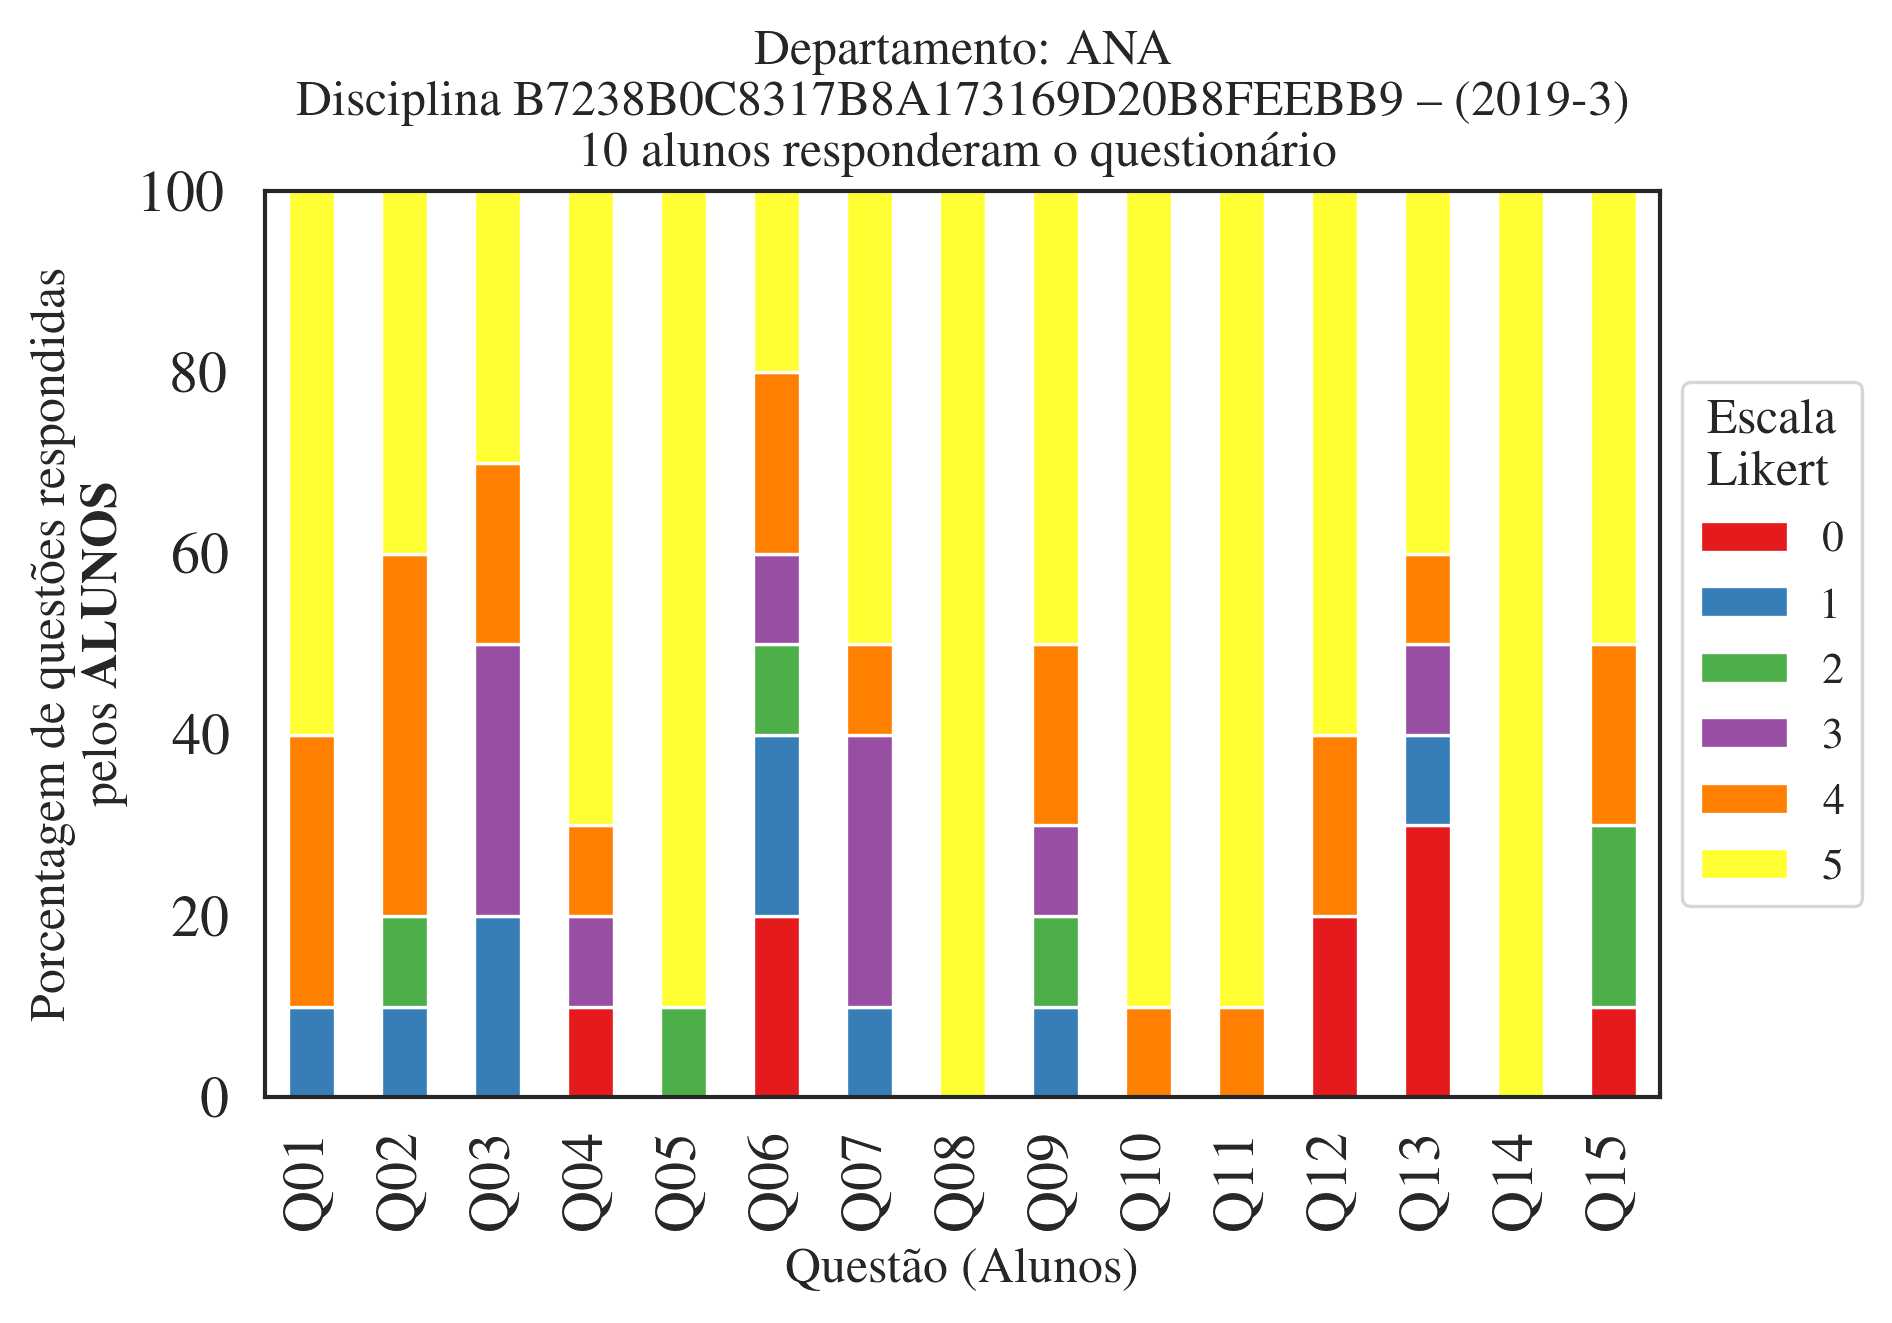 Departamento: ANA
Disciplina B7238B0C8317B8A173169D20B8FEEBB9 – (2019-3)
10 alunos responderam o questionário
Porcentagem de questões respondidas
pelos ALUNOS
100
80
60
40
20
0
Q01
Q02
Q03
Q04
Q05
Q06
Q07
Q08
Q09
Q10
Q11
Q12
Q13
Q14
Q15
Questão (Alunos)
Escala
Likert
0
1
2
3
4
5